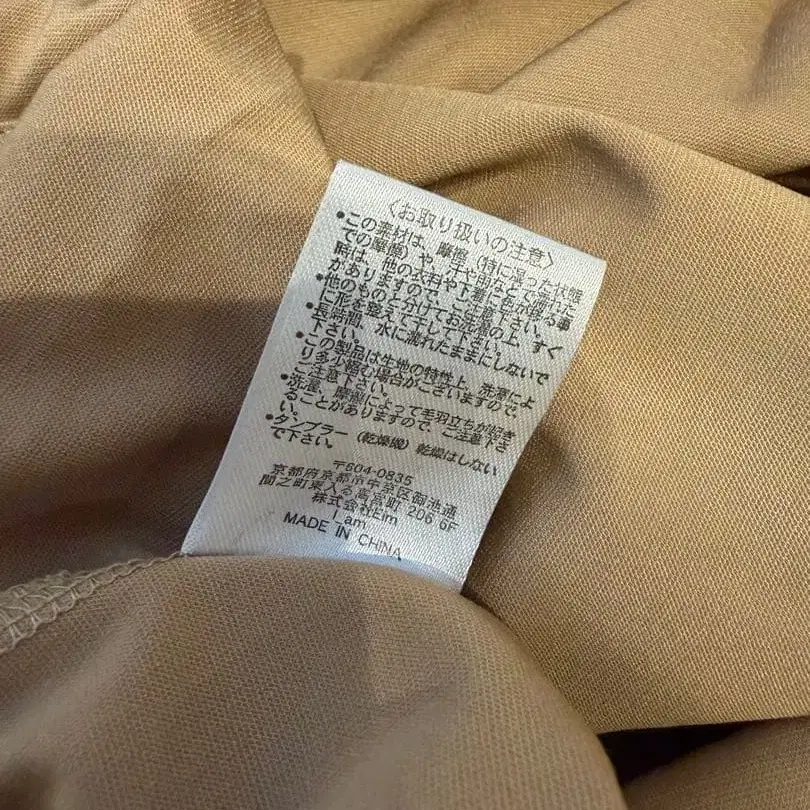 〈お取り扱いの注意〉
•この素材は、摩擦(特に湿った状態
での摩擦)や、汗や雨などで濡れた
時は、他の衣料や下着に色が移る事
がありますので、ご注意下さい。
•他のものと分けてお洗濯の上、すぐ
に形を整えて干して下さい。
•長時間、水に濡れたままにしないで
下さい。
•この製品は生地の特性上、洗濯によ
り多少縮む場合がございますので、
ご注意下さい。
•洗濯、摩擦によって毛羽立ちが起き
ることがありますので、ご注意下さ
い。
•タンブラー(乾燥機)乾燥はしない
で下さい。
〒604-0835
京都府京都市中京区御池通
間之町東入る高宮町 206 6F
株式会社Eim
I_am
MADE IN CHINA